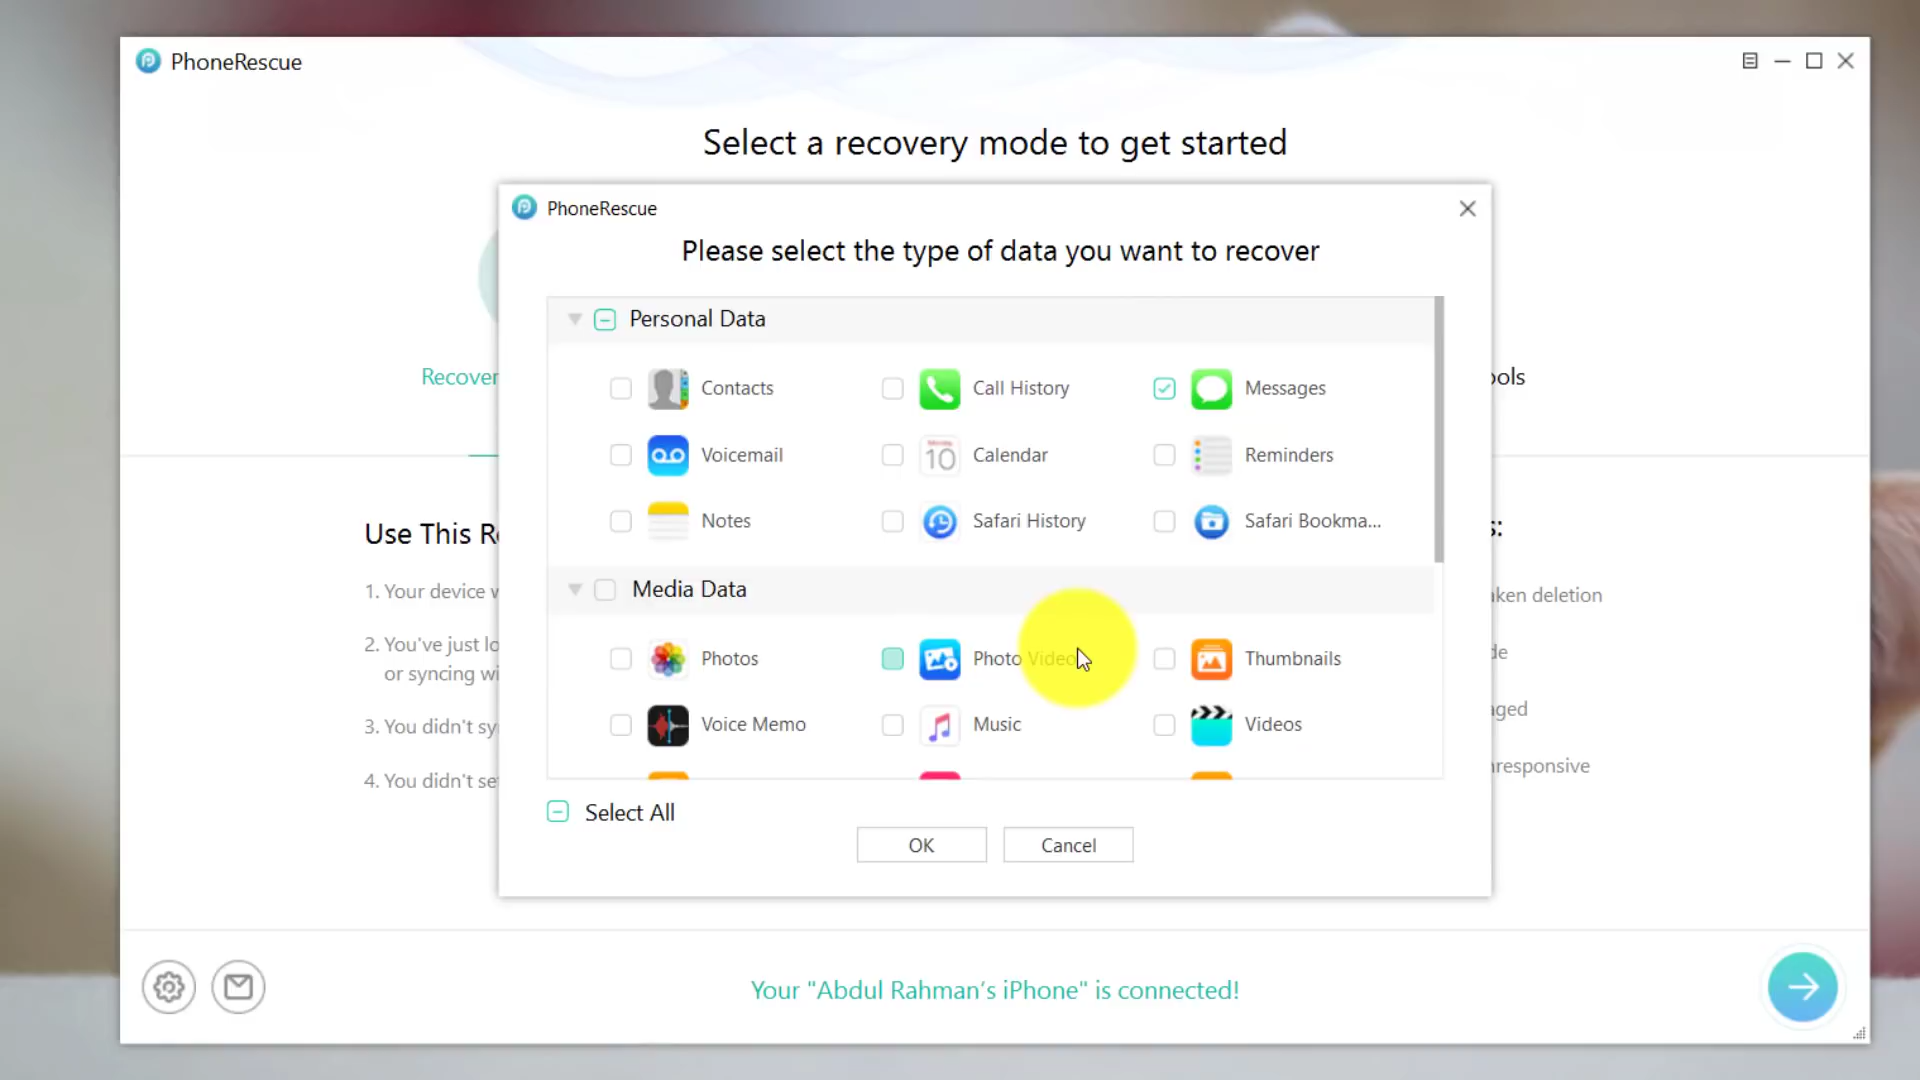 PhoneRescue
Select a recovery mode to get started
PhoneRescue
Please select the type of data you want to recover
Personal Data
Contacts
Call History
Messages
Voicemail
Calendar
Reminders
Notes
Safari History
Safari Bookma...
Media Data
Photos
Photo Video
Thumbnails
Voice Memo
Music
Videos
Select All
OK
Cancel
Recover
ools
Use This Re
s:
1. Your device w
aken deletion
2. You've just lo
or syncing wi
de
3. You didn't sy
aged
4. You didn't se
nresponsive
10
Your "Abdul Rahman's iPhone" is connected!